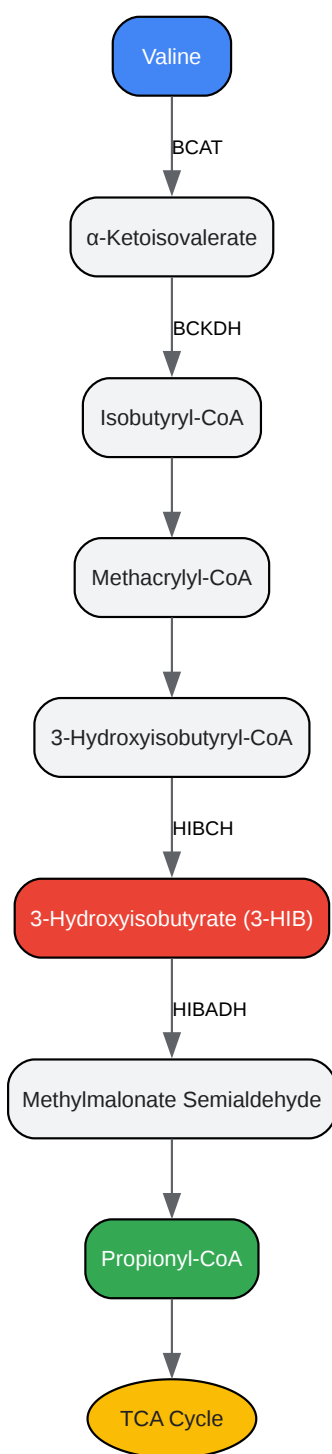 Valine
BCAT
α-Ketoisovalerate
BCKDH
Isobutyryl-CoA
Methacrylyl-CoA
3-Hydroxyisobutyryl-CoA
HIBCH
3-Hydroxyisobutyrate (3-HIB)
HIBADH
Methylmalonate Semialdehyde
Propionyl-CoA
TCA Cycle